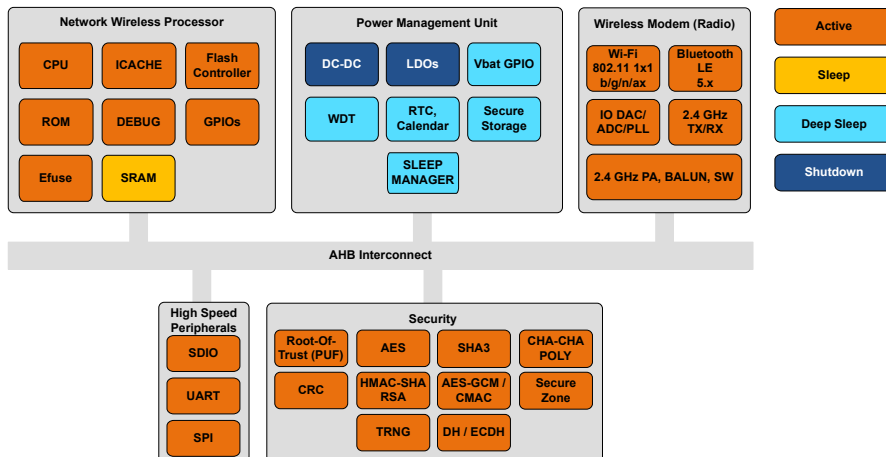 Network Wireless Processor
CPU
ICACHE
Flash
Controller
ROM
DEBUG
GPIOs
Efuse
SRAM
Power Management Unit
DC-DC
LDOs
Vbat GPIO
WDT
RTC,
Calendar
Secure
Storage
SLEEP
MANAGER
Wireless Modem (Radio)
Wi-Fi
802.11 1x1
b/g/n/ax
Bluetooth
LE
5.x
IO DAC/
ADC/PLL
2.4 GHz
TX/RX
2.4 GHz PA, BALUN, SW
Active
Sleep
Deep Sleep
Shutdown
AHB Interconnect
High Speed
Peripherals
SDIO
UART
SPI
Security
Root-Of-
Trust (PUF)
AES
SHA3
CHA-CHA
POLY
CRC
HMAC-SHA
RSA
AES-GCM /
CMAC
Secure
Zone
TRNG
DH / ECDH